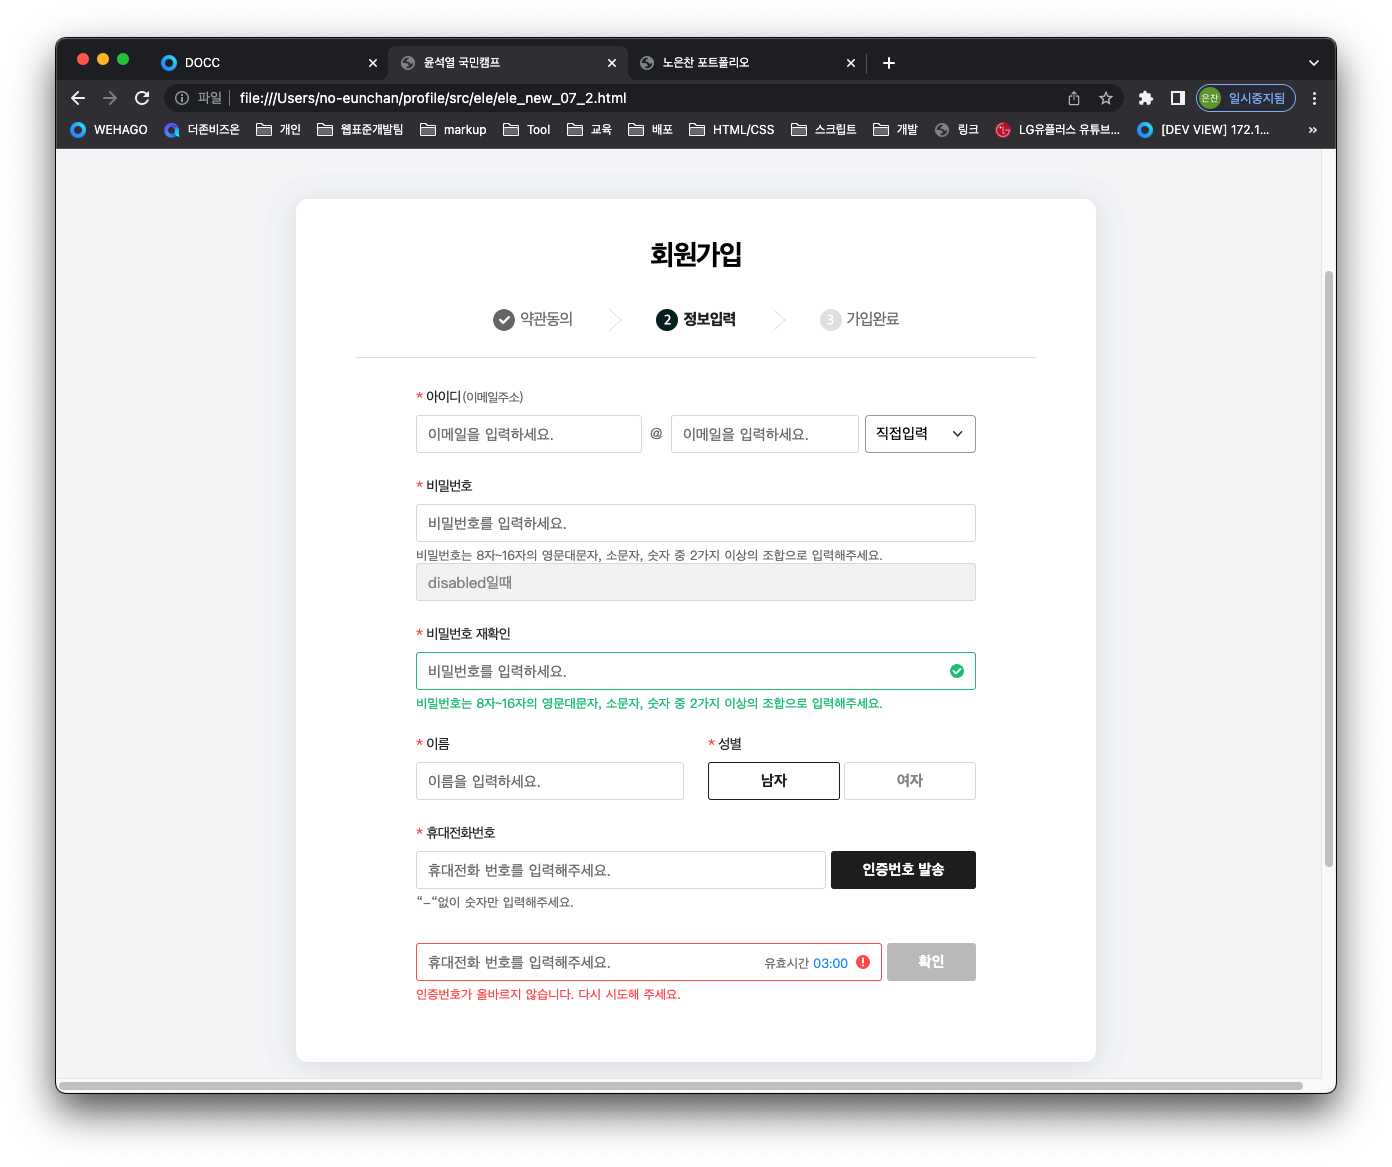 DOCC
윤석열 국민캠프
노은찬 포트폴리오
파일 file:///Users/no-eunchan/profile/src/ele/ele_new_07_2.html
은찬 일시중지됨
WEHAGO 더존비즈온 개인 웹표준개발팀 markup Tool 교육 배포 HTML/CSS 스크립트 개발 링크 LG유플러스 유튜브... [DEV VIEW] 172.1... »
회원가입
약관동의 2 정보입력 3 가입완료
* 아이디(이메일주소)
이메일을 입력하세요. @ 이메일을 입력하세요. 직접입력
* 비밀번호
비밀번호를 입력하세요.
비밀번호는 8자~16자의 영문대문자, 소문자, 숫자 중 2가지 이상의 조합으로 입력해주세요.
disabled일때
* 비밀번호 재확인
비밀번호를 입력하세요.
비밀번호는 8자~16자의 영문대문자, 소문자, 숫자 중 2가지 이상의 조합으로 입력해주세요.
* 이름 * 성별
이름을 입력하세요. 남자 여자
* 휴대전화번호
휴대전화 번호를 입력해주세요. 인증번호 발송
“-“없이 숫자만 입력해주세요.
휴대전화 번호를 입력해주세요. 유효시간 03:00 확인
인증번호가 올바르지 않습니다. 다시 시도해 주세요.